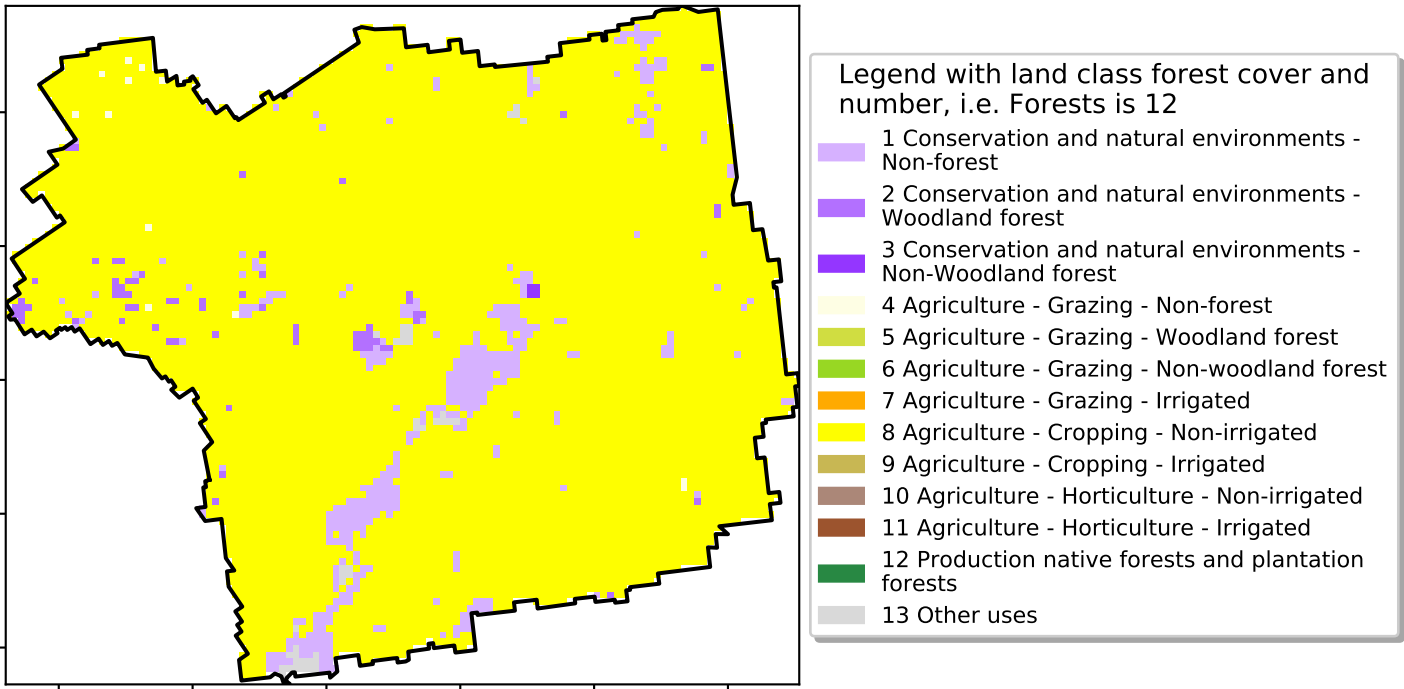 Legend with land class forest cover and
number, i.e. Forests is 12
1 Conservation and natural environments -
Non-forest
2 Conservation and natural environments -
Woodland forest
3 Conservation and natural environments -
Non-Woodland forest
4 Agriculture - Grazing - Non-forest
5 Agriculture - Grazing - Woodland forest
6 Agriculture - Grazing - Non-woodland forest
7 Agriculture - Grazing - Irrigated
8 Agriculture - Cropping - Non-irrigated
9 Agriculture - Cropping - Irrigated
10 Agriculture - Horticulture - Non-irrigated
11 Agriculture - Horticulture - Irrigated
12 Production native forests and plantation
forests
13 Other uses